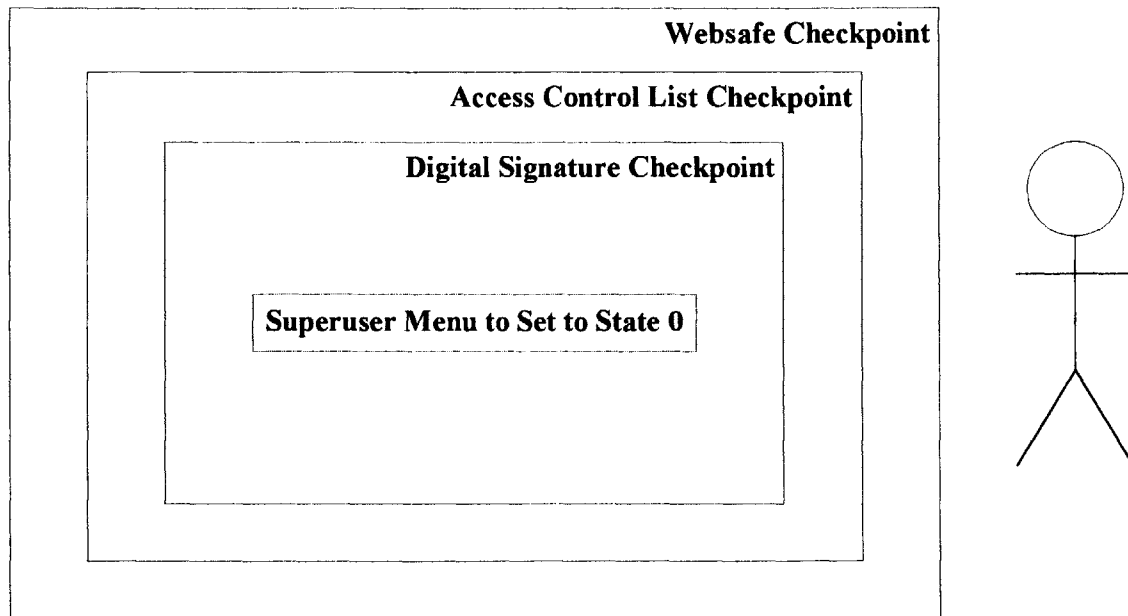 Websafe Checkpoint
Access Control List Checkpoint
Digital Signature Checkpoint
Superuser Menu to Set to State 0